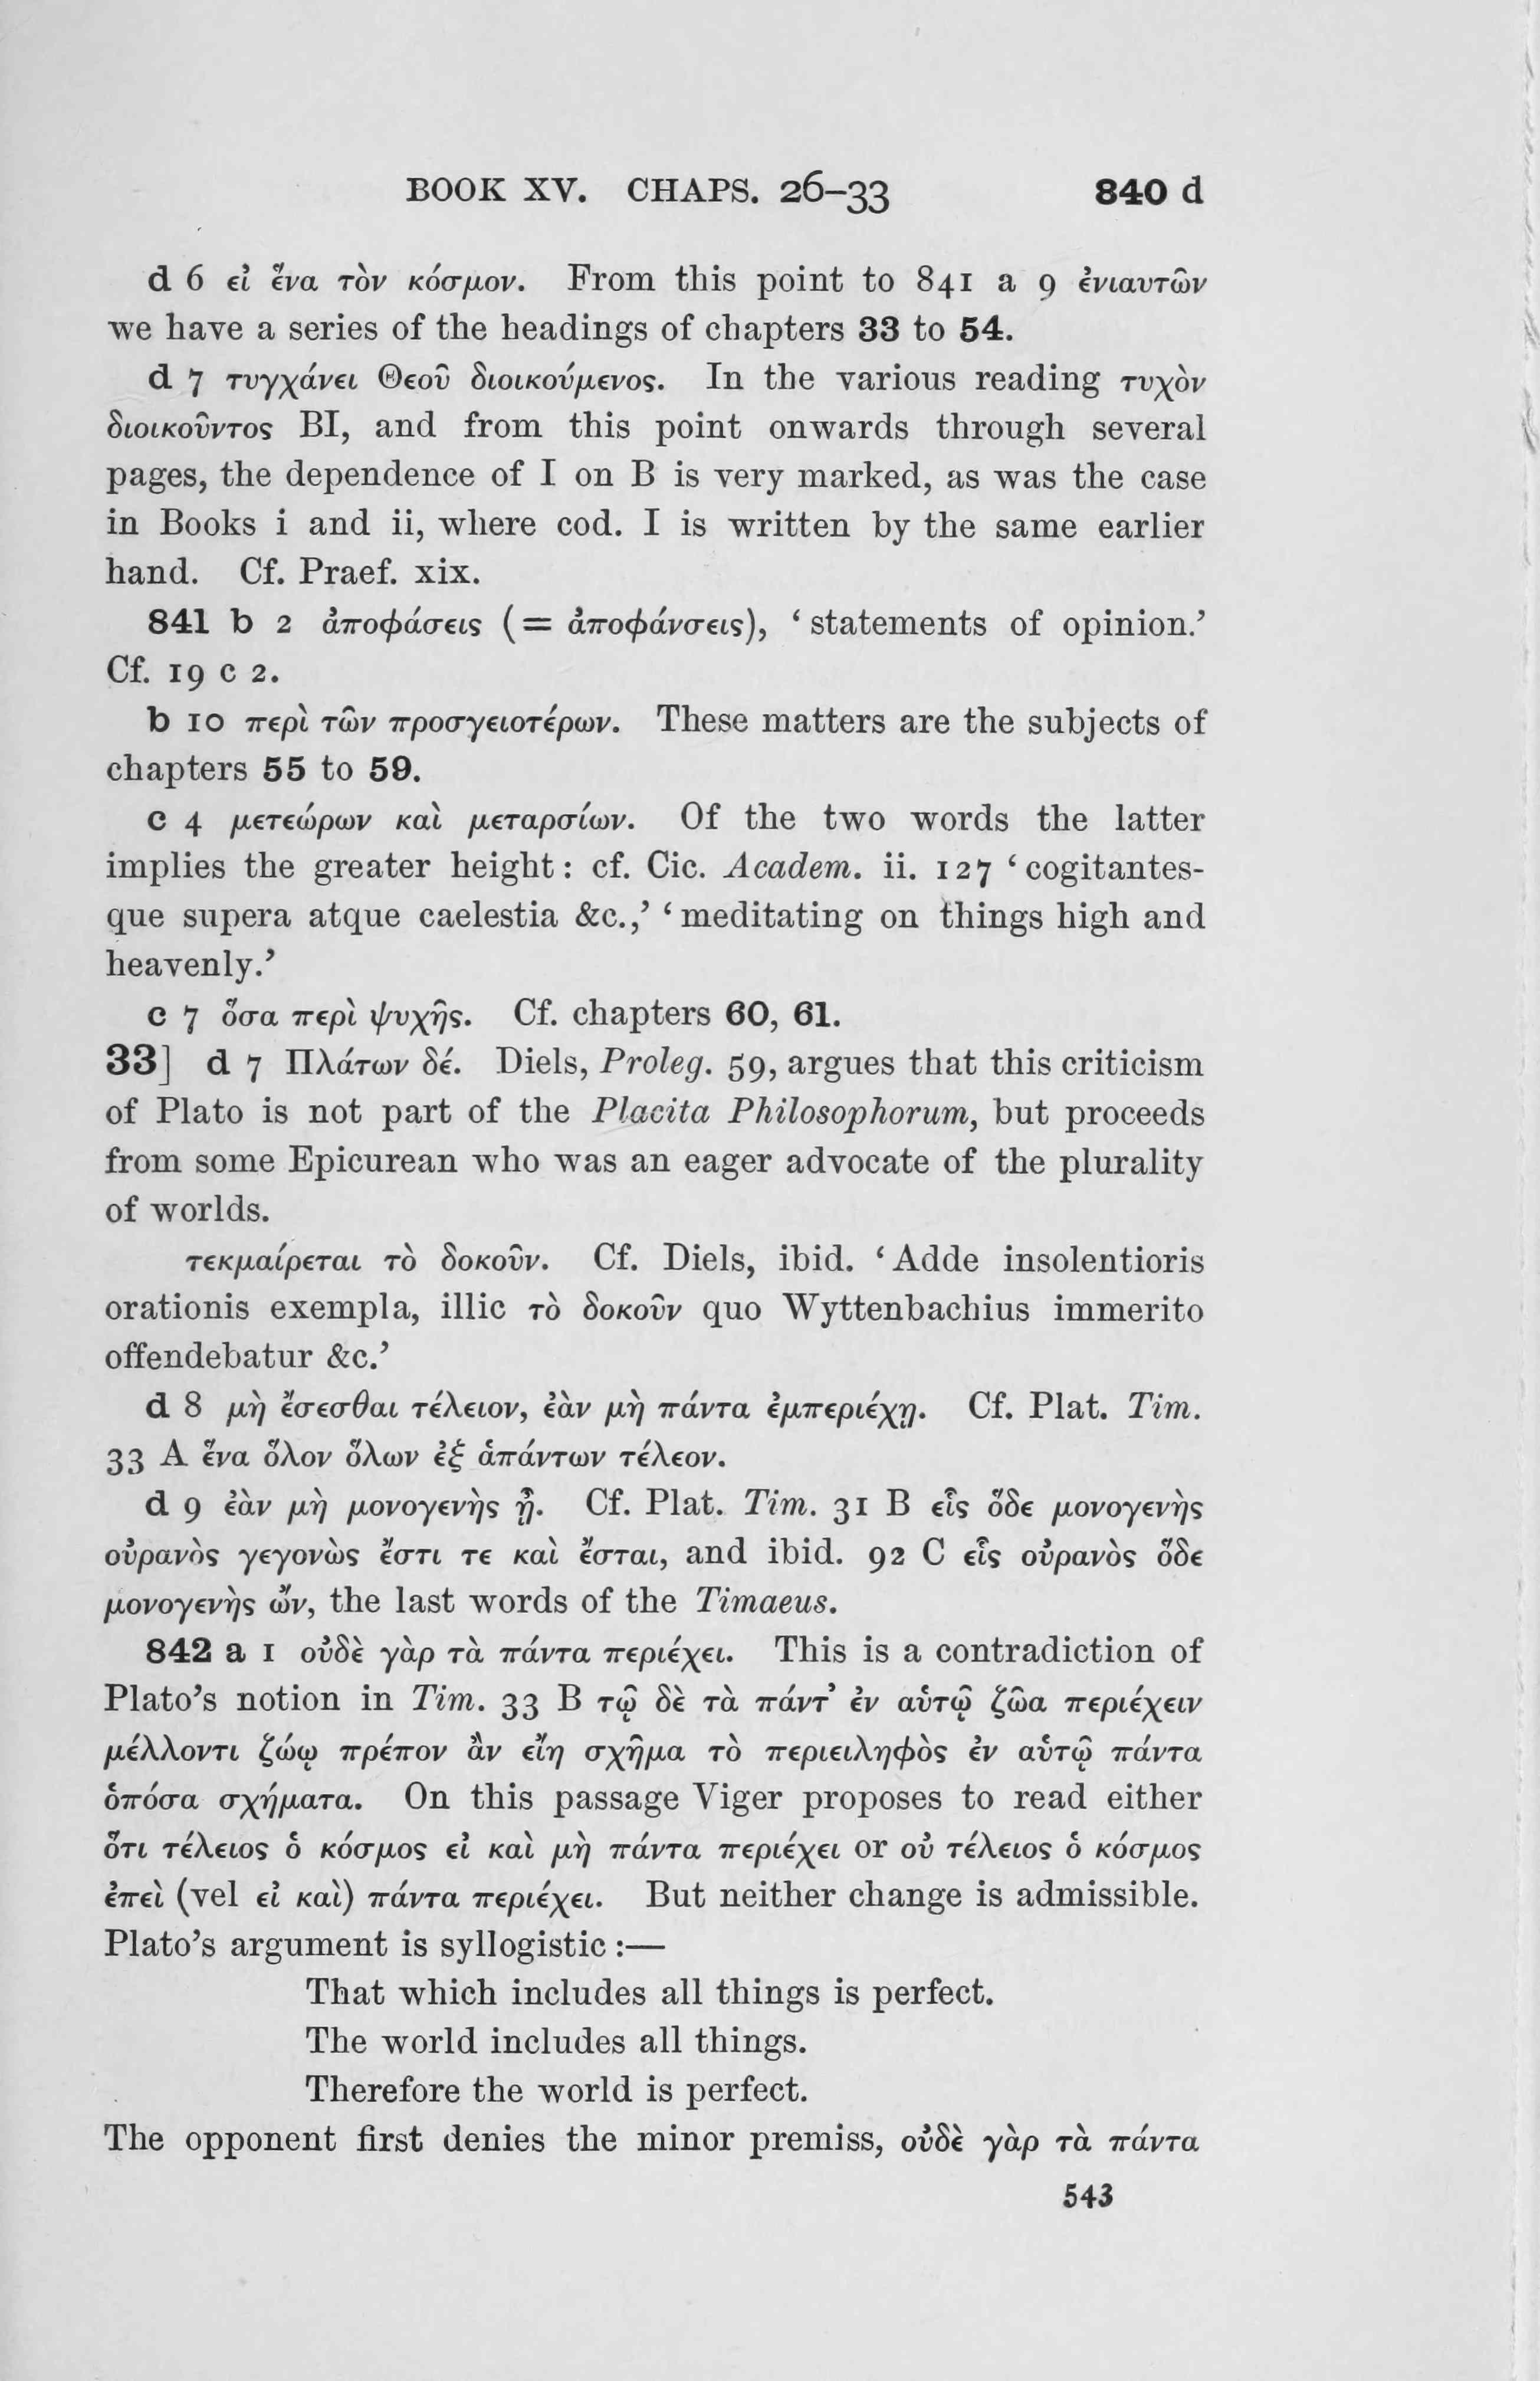 BOOK XV. CHAPS. 26–33 840 d
d 6 εἰ ἕνα τὸν κόσμον. From this point to 841 a 9 ἐνιαυτῶν
we have a series of the headings of chapters 33 to 54.
d 7 τυγχάνει Θεοῦ διοικούμενος. In the various reading τυχὸν
διοικοῦντος BI, and from this point onwards through several
pages, the dependence of I on B is very marked, as was the case
in Books i and ii, where cod. I is written by the same earlier
hand. Cf. Praef. xix.
841 b 2 ἀποφάσεις (= ἀποφάνσεις), ‘statements of opinion.’
Cf. 19 c 2.
b 10 περὶ τῶν προσγειοτέρων. These matters are the subjects of
chapters 55 to 59.
c 4 μετεώρων καὶ μεταρσίων. Of the two words the latter
implies the greater height: cf. Cic. Academ. ii. 127 ‘cogitantes-
que supera atque caelestia &c.,’ ‘meditating on things high and
heavenly.’
c 7 ὅσα περὶ ψυχῆς. Cf. chapters 60, 61.
33] d 7 Πλάτων δέ. Diels, Proleg. 59, argues that this criticism
of Plato is not part of the Placita Philosophorum, but proceeds
from some Epicurean who was an eager advocate of the plurality
of worlds.
τεκμαίρεται τὸ δοκοῦν. Cf. Diels, ibid. ‘Adde insolentioris
orationis exempla, illic τὸ δοκοῦν quo Wyttenbachius immerito
offendebatur &c.’
d 8 μὴ ἔσεσθαι τέλειον, ἐὰν μὴ πάντα ἐμπεριέχῃ. Cf. Plat. Tim.
33 A ἕνα ὅλον ὅλων ἐξ ἁπάντων τέλεον.
d 9 ἐὰν μὴ μονογενὴς ᾖ. Cf. Plat. Tim. 31 B εἷς ὅδε μονογενὴς
οὐρανὸς γεγονὼς ἔστι τε καὶ ἔσται, and ibid. 92 C εἷς οὐρανὸς ὅδε
μονογενὴς ὤν, the last words of the Timaeus.
842 a 1 οὐδὲ γὰρ τὰ πάντα περιέχει. This is a contradiction of
Plato’s notion in Tim. 33 B τῷ δὲ τὰ πάντ’ ἐν αὑτῷ ζῶα περιέχειν
μέλλοντι ζώῳ πρέπον ἂν εἴη σχῆμα τὸ περιειληφὸς ἐν αὑτῷ πάντα
ὁπόσα σχήματα. On this passage Viger proposes to read either
ὅτι τέλειος ὁ κόσμος εἰ καὶ μὴ πάντα περιέχει or οὐ τέλειος ὁ κόσμος
ἐπεὶ (vel εἰ καὶ) πάντα περιέχει. But neither change is admissible.
Plato’s argument is syllogistic:—
That which includes all things is perfect.
The world includes all things.
Therefore the world is perfect.
The opponent first denies the minor premiss, οὐδὲ γὰρ τὰ πάντα
543